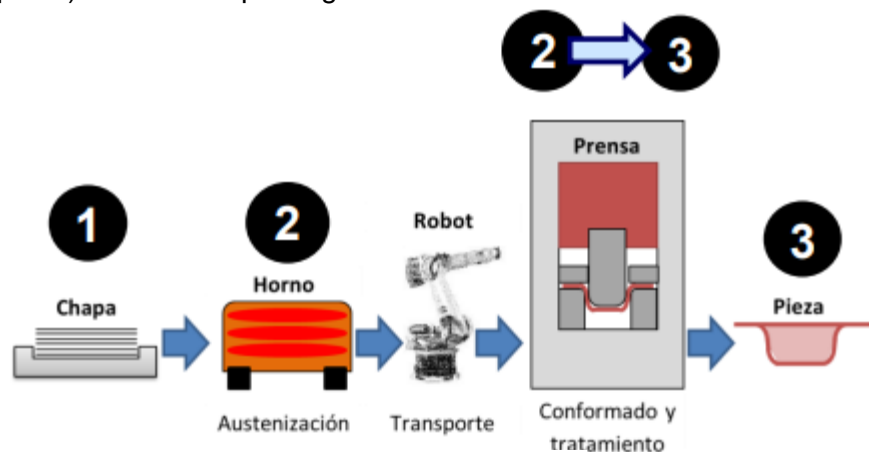 2 3
1
2
3
Chapa
Horno
Robot
Prensa
Pieza
Austenización
Transporte
Conformado y
tratamiento